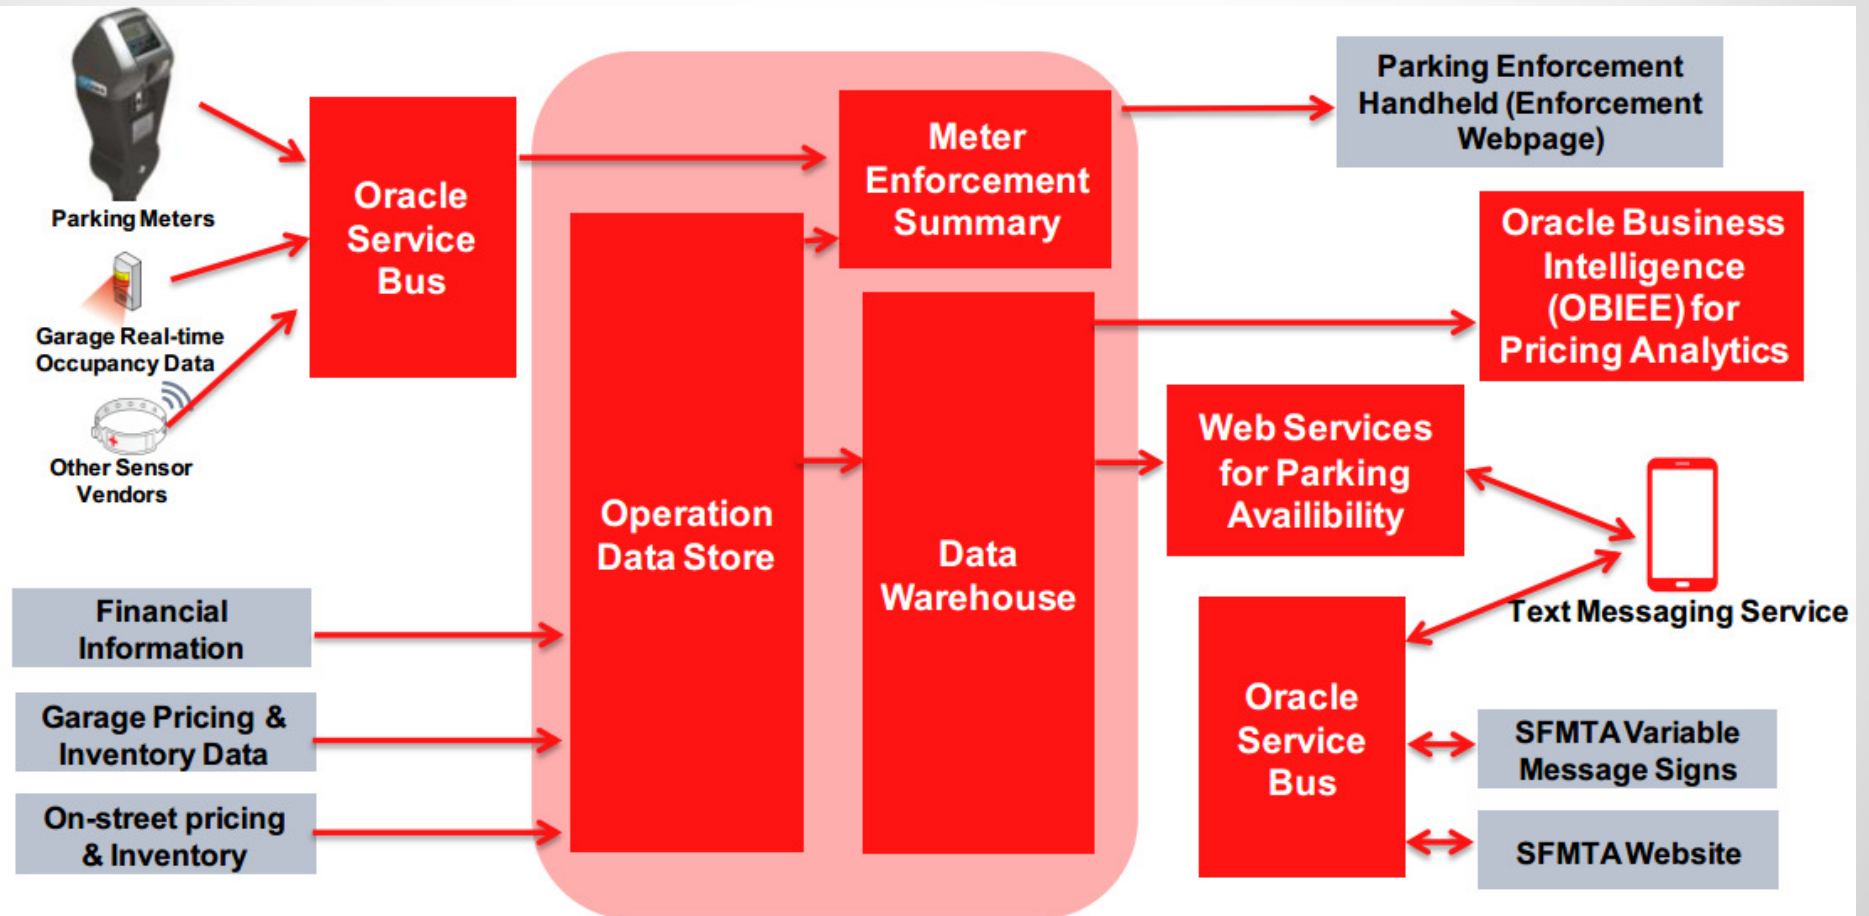 Parking Meters
Garage Real-time
Occupancy Data
Other Sensor
Vendors
Financial
Information
Garage Pricing &
Inventory Data
On-street pricing
& Inventory
Oracle
Service
Bus
Operation
Data Store
Meter
Enforcement
Summary
Data
Warehouse
Parking Enforcement
Handheld (Enforcement
Webpage)
Oracle Business
Intelligence
(OBIEE) for
Pricing Analytics
Web Services
for Parking
Availibility
Text Messaging Service
Oracle
Service
Bus
SFMTA Variable
Message Signs
SFMTA Website